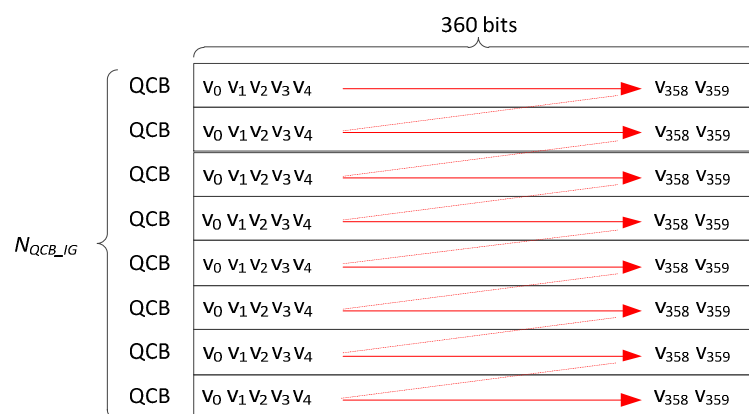 360 bits
QCB v₀ v₁ v₂ v₃ v₄ v₃₅₈ v₃₅₉
QCB v₀ v₁ v₂ v₃ v₄ v₃₅₈ v₃₅₉
QCB v₀ v₁ v₂ v₃ v₄ v₃₅₈ v₃₅₉
QCB v₀ v₁ v₂ v₃ v₄ v₃₅₈ v₃₅₉
N_QCB_IG
QCB v₀ v₁ v₂ v₃ v₄ v₃₅₈ v₃₅₉
QCB v₀ v₁ v₂ v₃ v₄ v₃₅₈ v₃₅₉
QCB v₀ v₁ v₂ v₃ v₄ v₃₅₈ v₃₅₉
QCB v₀ v₁ v₂ v₃ v₄ v₃₅₈ v₃₅₉